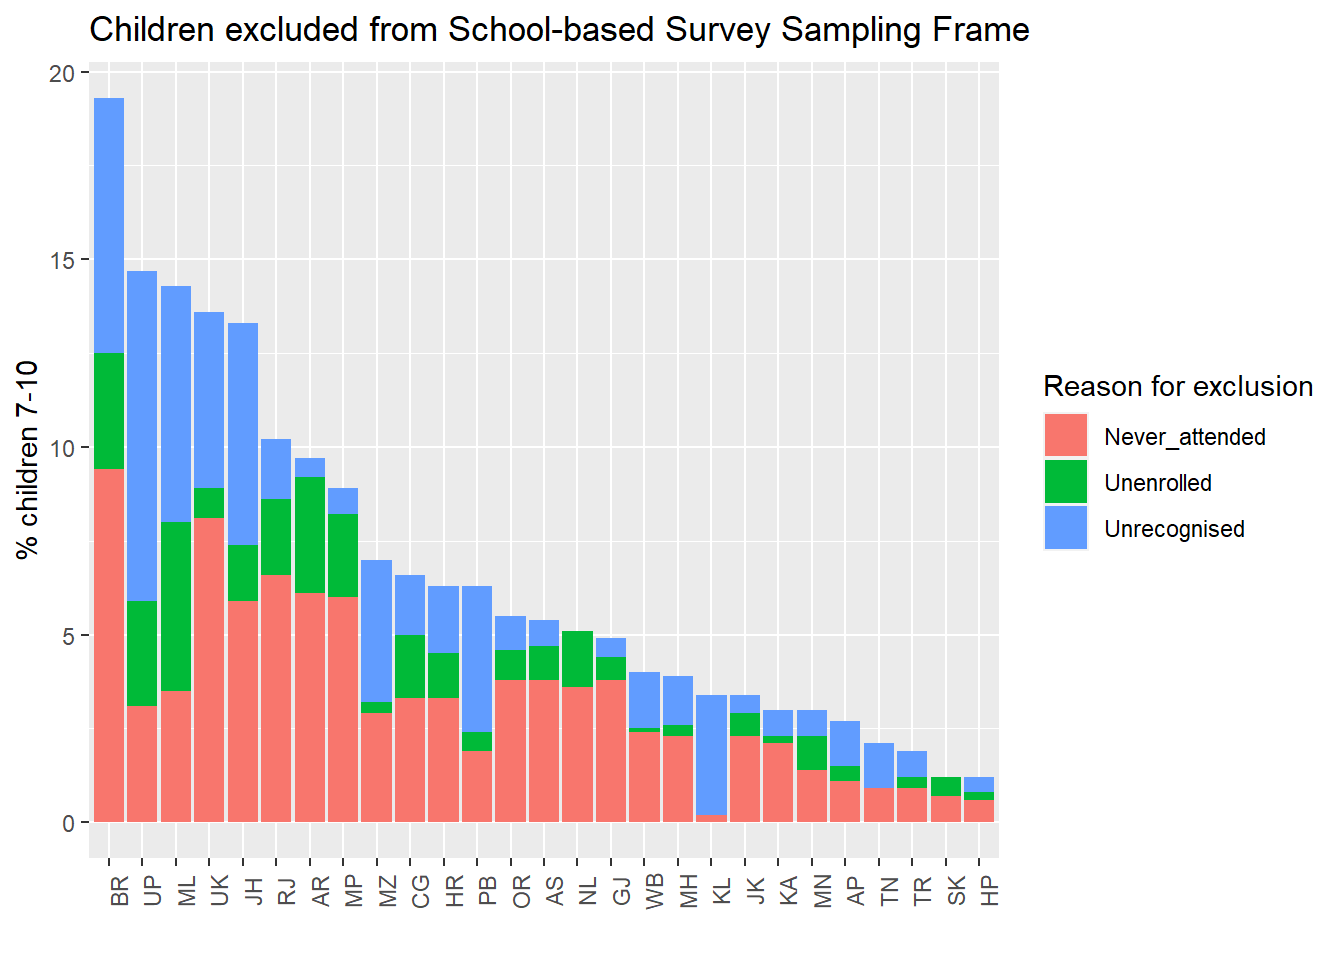 Children excluded from School-based Survey Sampling Frame
% children 7-10
20
15
10
5
0
BR UP ML UK JH RJ AR MP MZ CG HR PB OR AS NL GJ WB MH KL JK KA MN AP TN TR SK HP
Reason for exclusion
Never_attended
Unenrolled
Unrecognised